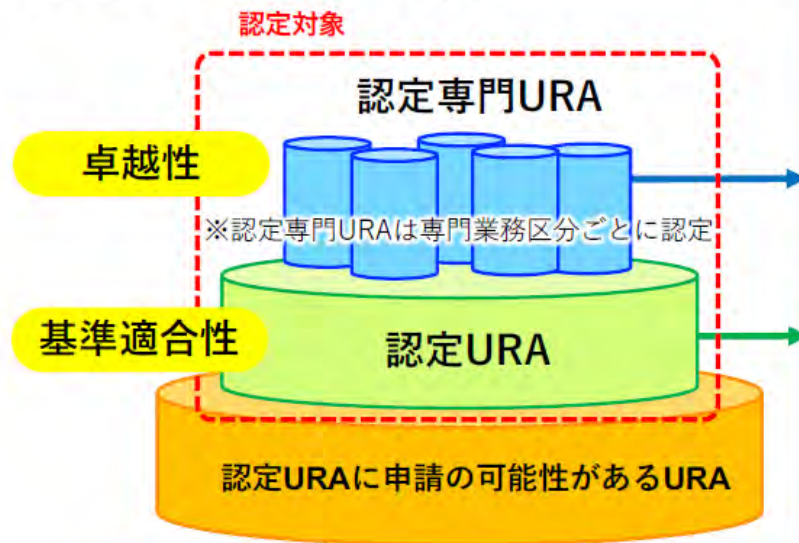 認定対象
認定専門URA
卓越性
※認定専門URAは専門業務区分ごとに認定
基準適合性
認定URA
認定URAに申請の可能性があるURA